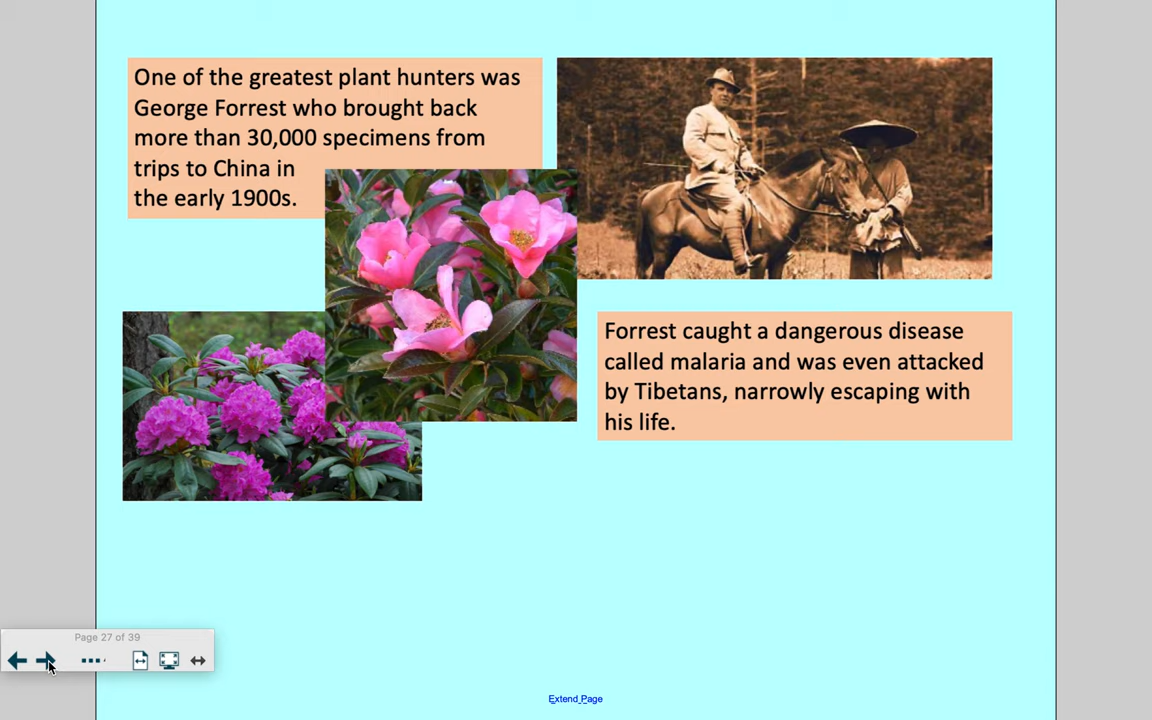 One of the greatest plant hunters was
George Forrest who brought back
more than 30,000 specimens from
trips to China in
the early 1900s.
Forrest caught a dangerous disease
called malaria and was even attacked
by Tibetans, narrowly escaping with
his life.
Page 27 of 39
Extend Page